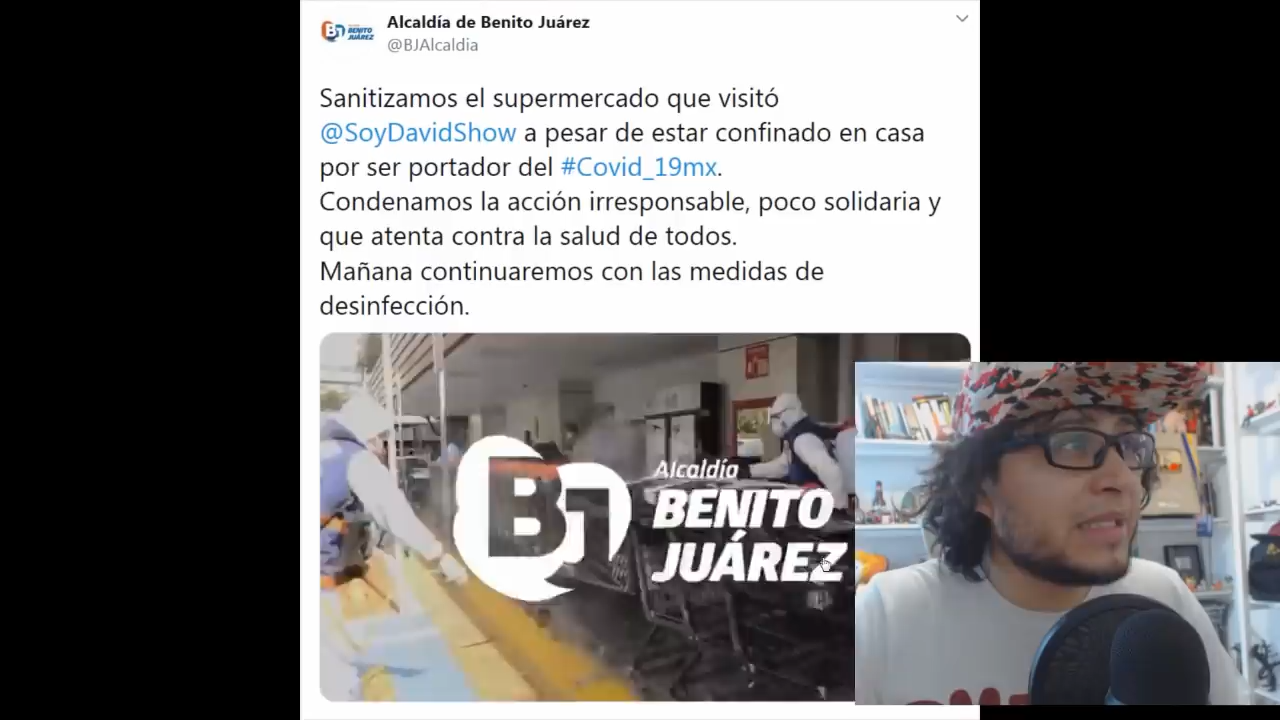 Alcaldía de Benito Juárez
@BJAlcaldia
Sanitizamos el supermercado que visitó
@SoyDavidShow a pesar de estar confinado en casa
por ser portador del #Covid_19mx.
Condenamos la acción irresponsable, poco solidaria y
que atenta contra la salud de todos.
Mañana continuaremos con las medidas de
desinfección.
Alcaldía
BENITO
JUÁREZ